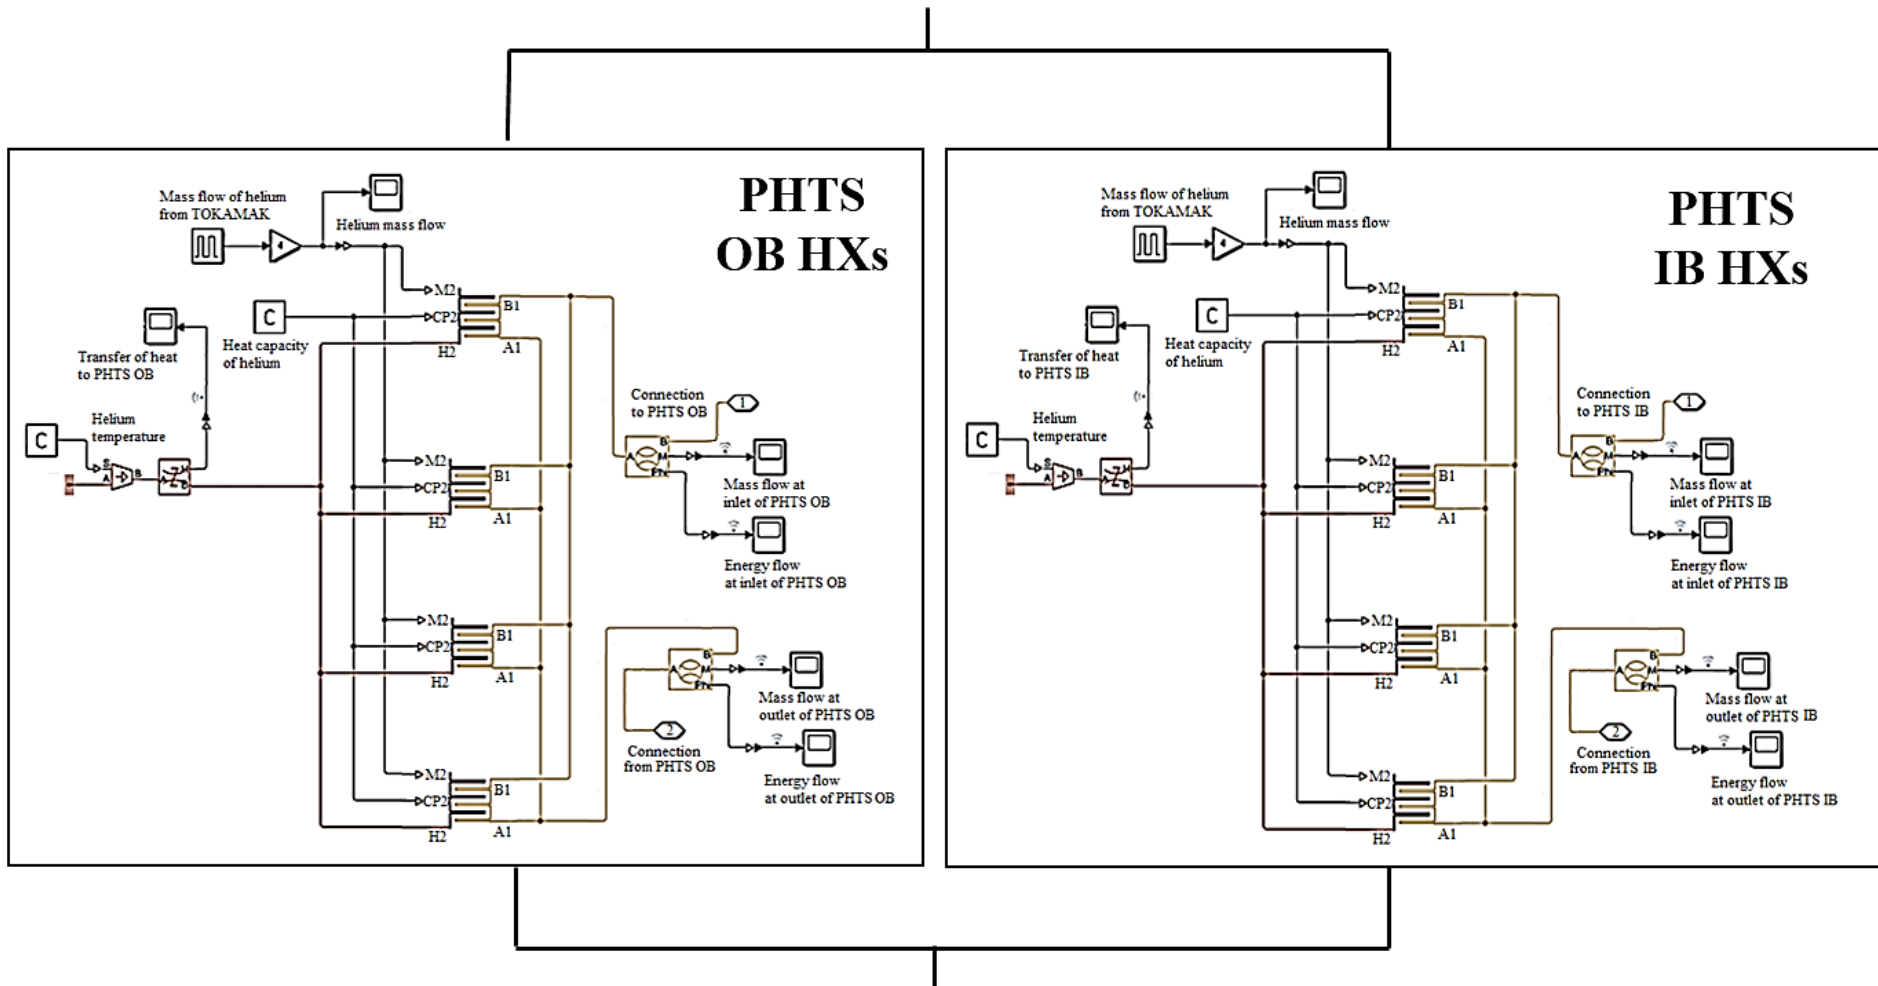 PHTS
OB HXs
Mass flow of helium
from TOKAMAK
Helium mass flow
4
M2
CP2
H2
B1
A1
C
Heat capacity
of helium
Transfer of heat
to PHTS OB
Helium
temperature
C
S
A
B
Connection
to PHTS OB
1
A
B
M
Mass flow at
inlet of PHTS OB
Energy flow
at inlet of PHTS OB
M2
CP2
H2
B1
A1
M2
CP2
H2
B1
A1
A
B
M
Mass flow at
outlet of PHTS OB
2
Connection
from PHTS OB
Energy flow
at outlet of PHTS OB
M2
CP2
H2
B1
A1
PHTS
IB HXs
Mass flow of helium
from TOKAMAK
Helium mass flow
4
M2
CP2
H2
B1
A1
C
Heat capacity
of helium
Transfer of heat
to PHTS IB
Helium
temperature
C
S
A
B
Connection
to PHTS IB
1
A
B
M
Mass flow at
inlet of PHTS IB
Energy flow
at inlet of PHTS IB
M2
CP2
H2
B1
A1
M2
CP2
H2
B1
A1
A
B
M
Mass flow at
outlet of PHTS IB
2
Connection
from PHTS IB
Energy flow
at outlet of PHTS IB
M2
CP2
H2
B1
A1